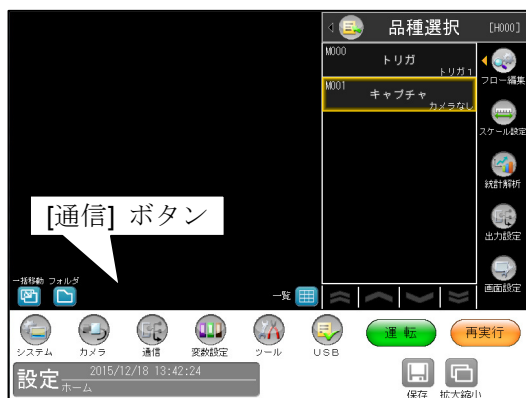 品種選択 [H000]
M000
トリガ
トリガ1
M001
キャプチャ
カメラなし
フロー編集
スケール設定
統計解析
出力設定
画面設定
[通信] ボタン
一括移動 フォルダ
一覧
システム カメラ 通信 変数設定 ツール USB
運転 再実行
設定 2015/12/18 13:42:24
ホーム
保存 拡大縮小